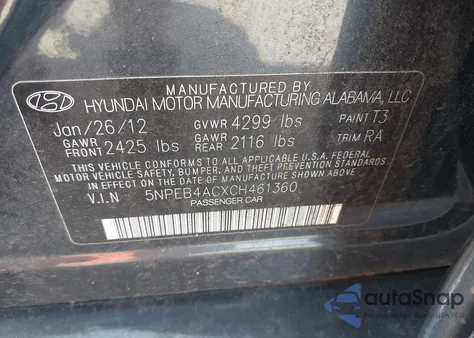 MANUFACTURED BY
HYUNDAI MOTOR MANUFACTURING ALABAMA, LLC
Jan/26/12 GVWR 4299 lbs PAINT T3
GAWR FRONT 2425 lbs GAWR REAR 2116 lbs TRIM RA
THIS VEHICLE CONFORMS TO ALL APPLICABLE U.S.A. FEDERAL
MOTOR VEHICLE SAFETY, BUMPER, AND THEFT PREVENTION STANDARDS
IN EFFECT ON THE DATE OF MANUFACTURE SHOWN ABOVE.
V.I.N 5NPEB4ACXCH461360
PASSENGER CAR
autoSnap